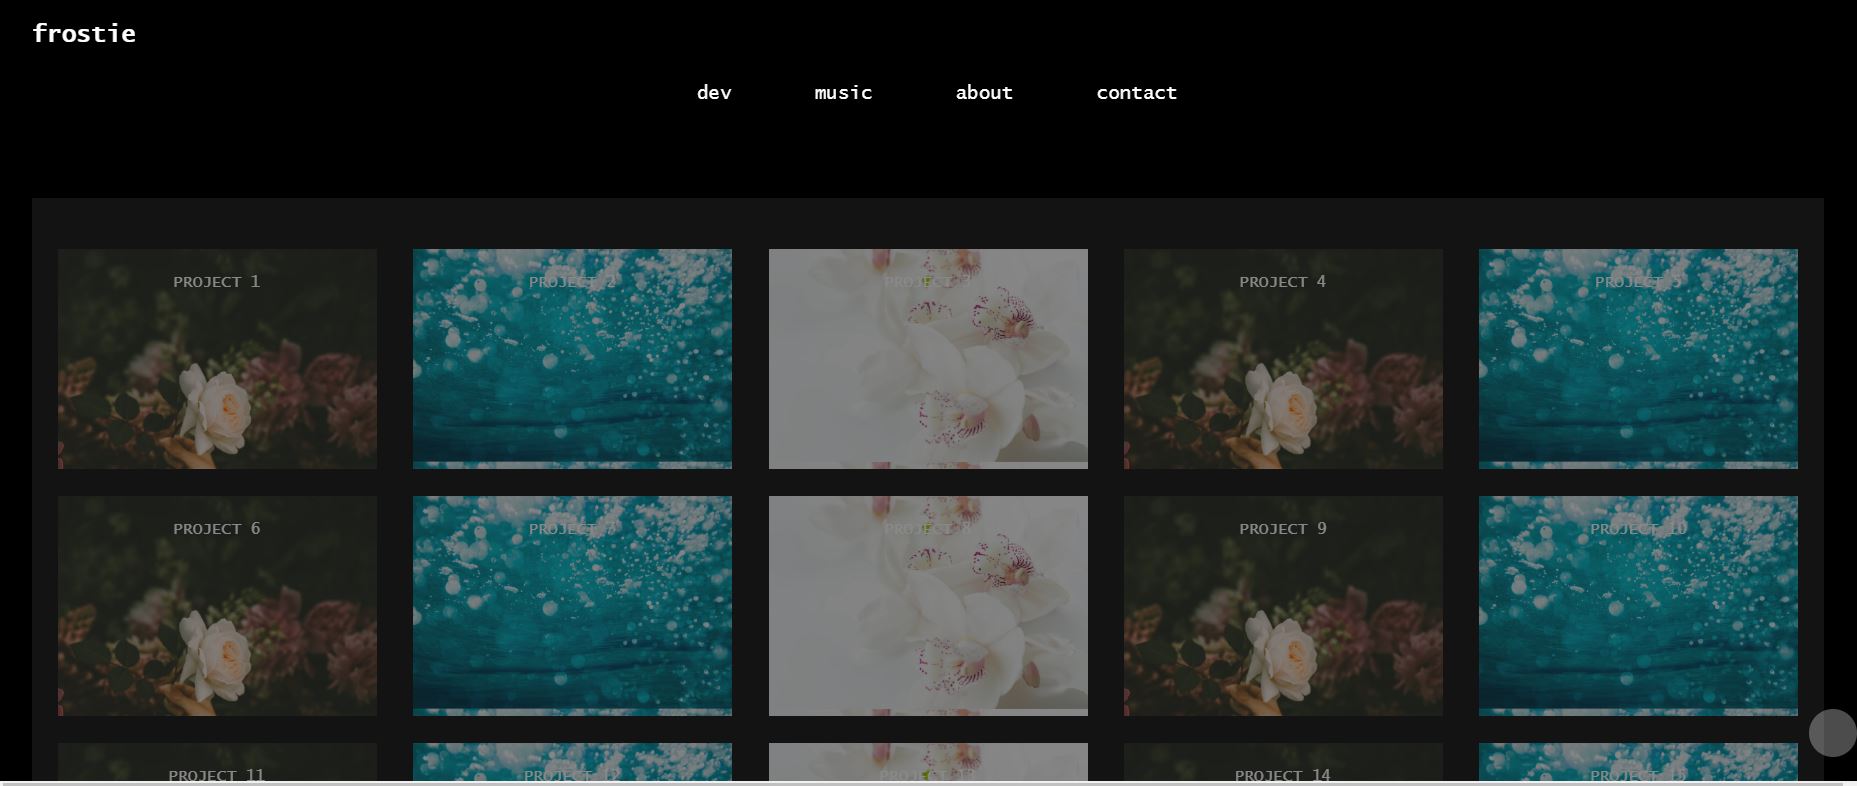 frostie
dev music about contact
PROJECT 1 PROJECT 2 PROJECT 3 PROJECT 4 PROJECT 5
PROJECT 6 PROJECT 7 PROJECT 8 PROJECT 9 PROJECT 10
PROJECT 11 PROJECT 12 PROJECT 13 PROJECT 14 PROJECT 15